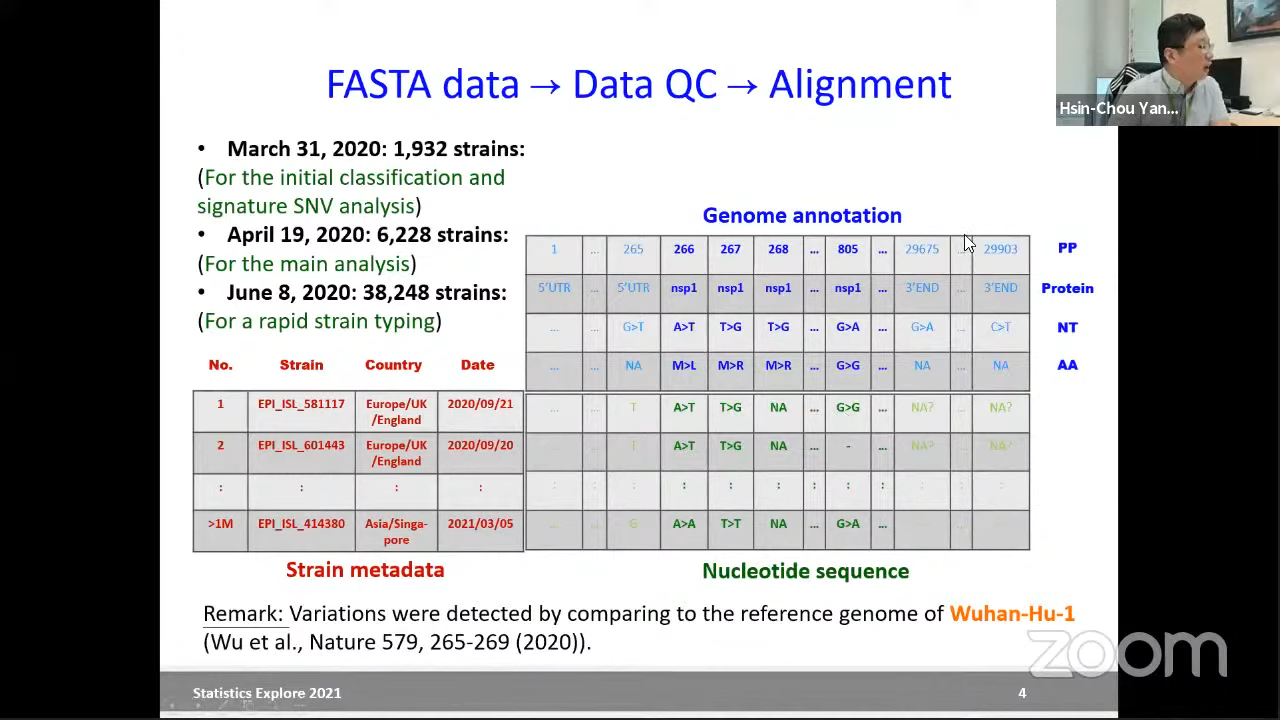 FASTA data → Data QC → Alignment
Hsin-Chou Yan...
• March 31, 2020: 1,932 strains:
(For the initial classification and
signature SNV analysis)
• April 19, 2020: 6,228 strains:
(For the main analysis)
• June 8, 2020: 38,248 strains:
(For a rapid strain typing)
Genome annotation
1 ... 265 266 267 268 ... 805 ... 29675 ... 29903 PP
5'UTR ... 5'UTR nsp1 nsp1 nsp1 ... nsp1 ... 3'END ... 3'END Protein
... ... G>T A>T T>G T>G ... G>A ... G>A ... C>T NT
... ... NA M>L M>R M>R ... G>G ... NA ... NA AA
No. Strain Country Date
1 EPI_ISL_581117 Europe/UK 2020/09/21 ... ... T A>T T>G NA ... G>G ... NA? ... NA?
/England
2 EPI_ISL_601443 Europe/UK 2020/09/20 ... ... T A>T T>G NA ... - ... NA? ... NA?
/England
: : : : : : : : : : : : : : : :
>1M EPI_ISL_414380 Asia/Singa- 2021/03/05 ... ... G A>A T>T NA ... G>A ... ...
pore
Strain metadata
Nucleotide sequence
Remark: Variations were detected by comparing to the reference genome of Wuhan-Hu-1
(Wu et al., Nature 579, 265-269 (2020)).
zoom
Statistics Explore 2021
4